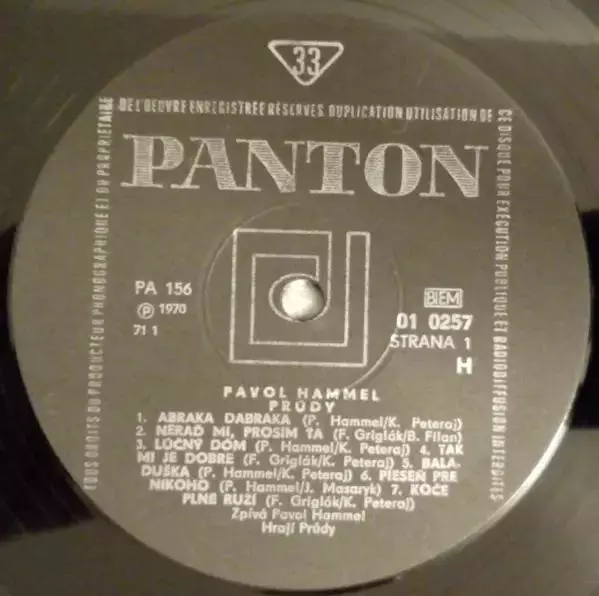 33
TOUS DROITS DU PRODUCTEUR PHONOGRAPHIQUE ET DU PROPRIÉTAIRE
DE L'OEUVRE ENREGISTRÉE RÉSERVÉS. DUPLICATION UTILISATION DE
CE DISQUE POUR EXÉCUTION PUBLIQUE ET RADIODIFFUSION INTERDITES
PANTON
PA 156
Ⓟ 1970
71 1
BIEM
01 0257
STRANA 1
H
PAVOL HAMMEL
PRÚDY
1. ABRAKA DABRAKA (P. Hammel/K. Peteraj)
2. NERAĎ MI, PROSÍM ŤA (F. Griglák/B. Filan)
3. LÚČNY DÓM (P. Hammel/K. Peteraj) 4. TAK
MI JE DOBRE (F. Griglák/K. Peteraj) 5. BALA-
DUŠKA (P. Hammel/K. Peteraj) 6. PIESEŇ PRE
NIKOHO (P. Hammel/J. Masaryk) 7. KOČE
PLNÉ RUŽÍ (F. Griglák/K. Peteraj)
Zpívá Pavol Hammel
Hrají Prúdy